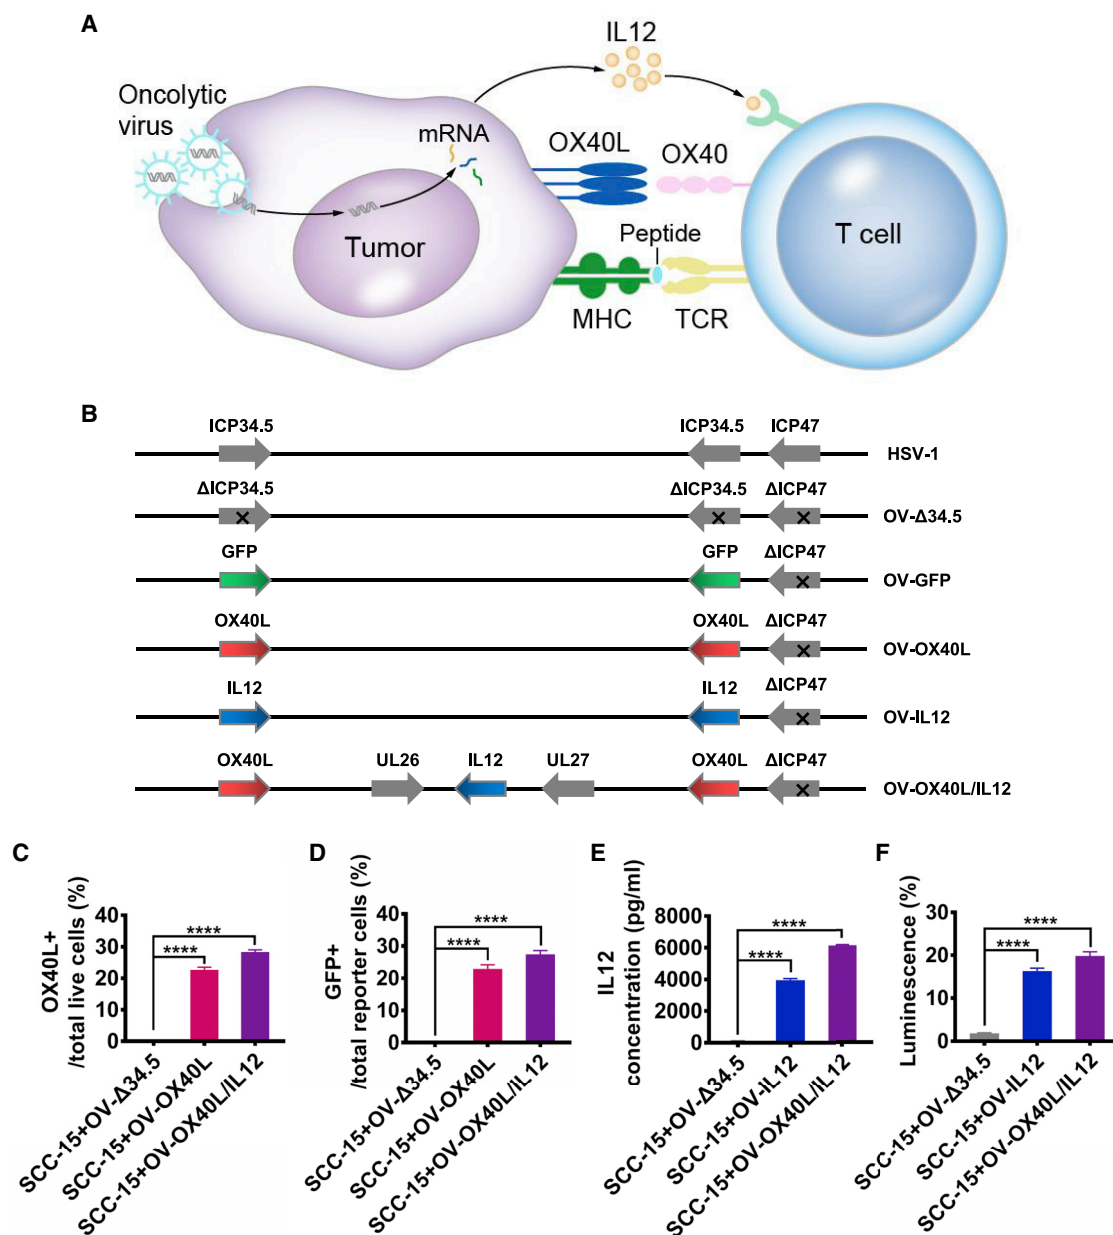 A
IL12
Oncolytic
virus
mRNA
OX40L
OX40
Peptide
Tumor
T cell
MHC
TCR
B
ICP34.5
ICP34.5
ICP47
HSV-1
ΔICP34.5
ΔICP34.5
ΔICP47
OV-Δ34.5
GFP
GFP
ΔICP47
OV-GFP
OX40L
OX40L
ΔICP47
OV-OX40L
IL12
IL12
ΔICP47
OV-IL12
OX40L
UL26
IL12
UL27
OX40L
ΔICP47
OV-OX40L/IL12
C
OX40L+
/total live cells (%)
40
30
20
10
0
****
****
SCC-15+OV-Δ34.5
SCC-15+OV-OX40L
SCC-15+OV-OX40L/IL12
D
GFP+
/total reporter cells (%)
40
30
20
10
0
****
****
SCC-15+OV-Δ34.5
SCC-15+OV-OX40L
SCC-15+OV-OX40L/IL12
E
IL12
concentration (pg/ml)
8000
6000
4000
2000
0
****
****
SCC-15+OV-Δ34.5
SCC-15+OV-IL12
SCC-15+OV-OX40L/IL12
F
Luminescence (%)
30
20
10
0
****
****
SCC-15+OV-Δ34.5
SCC-15+OV-IL12
SCC-15+OV-OX40L/IL12